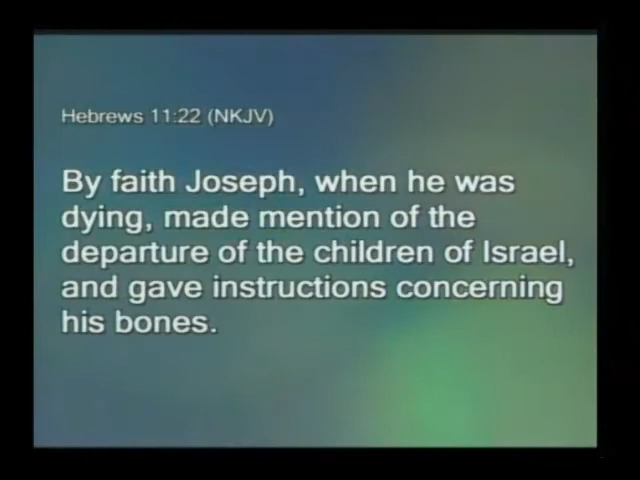 Hebrews 11:22 (NKJV)
By faith Joseph, when he was
dying, made mention of the
departure of the children of Israel,
and gave instructions concerning
his bones.